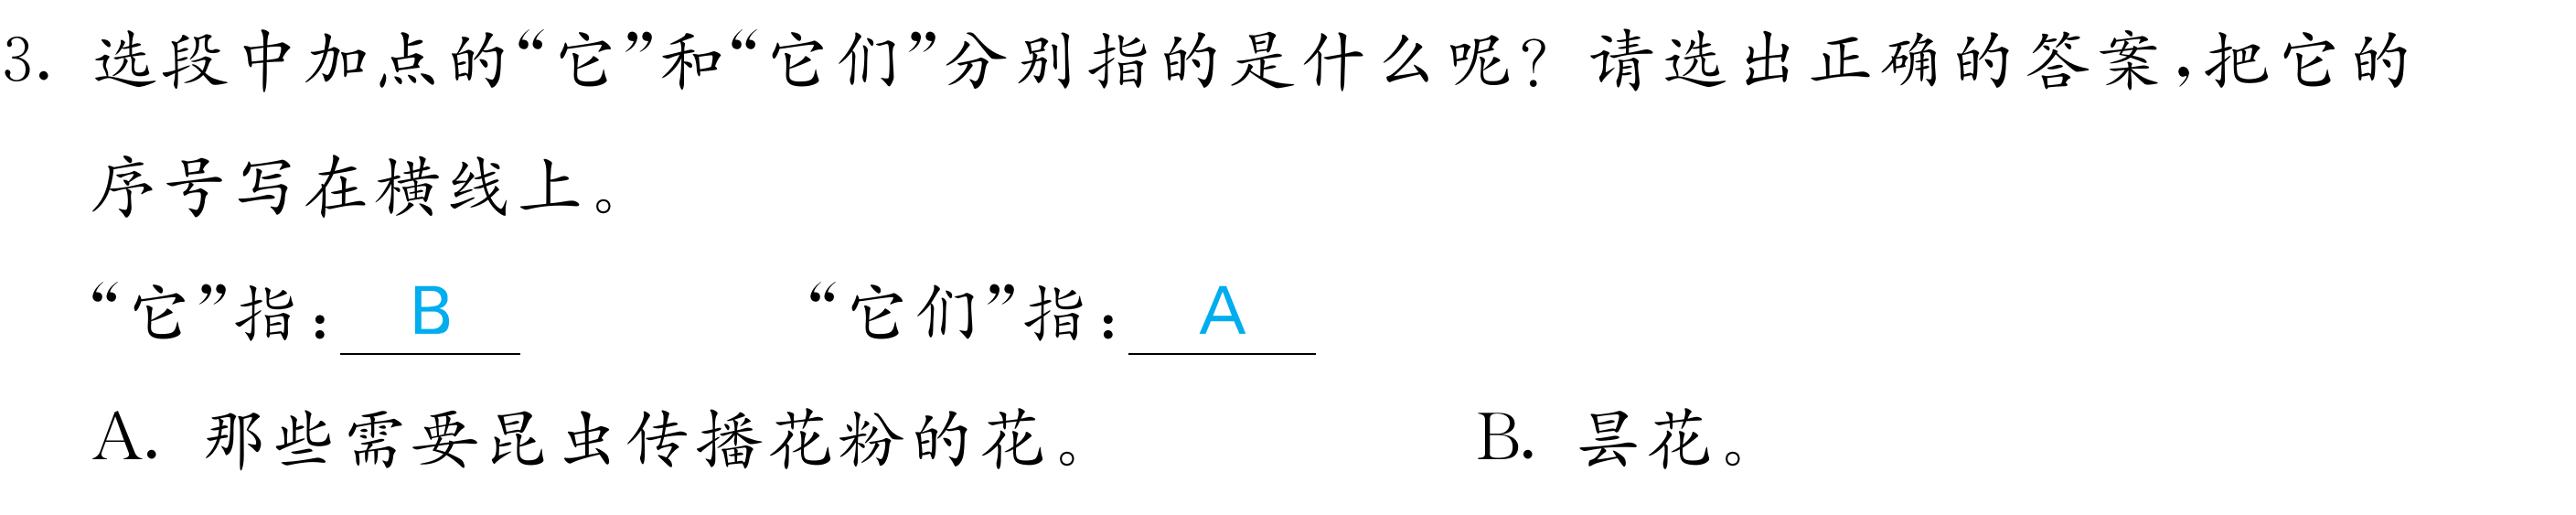 3. 选段中加点的“它”和“它们”分别指的是什么呢？请选出正确的答案，把它的
序号写在横线上。
“它”指：B “它们”指：A
A. 那些需要昆虫传播花粉的花。 B. 昙花。